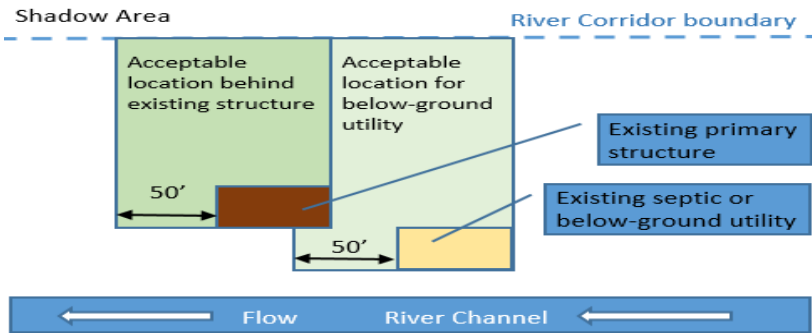 Shadow Area
River Corridor boundary
Acceptable
location behind
existing structure
Acceptable
location for
below-ground
utility
Existing primary
structure
50’
Existing septic or
below-ground utility
50’
Flow
River Channel